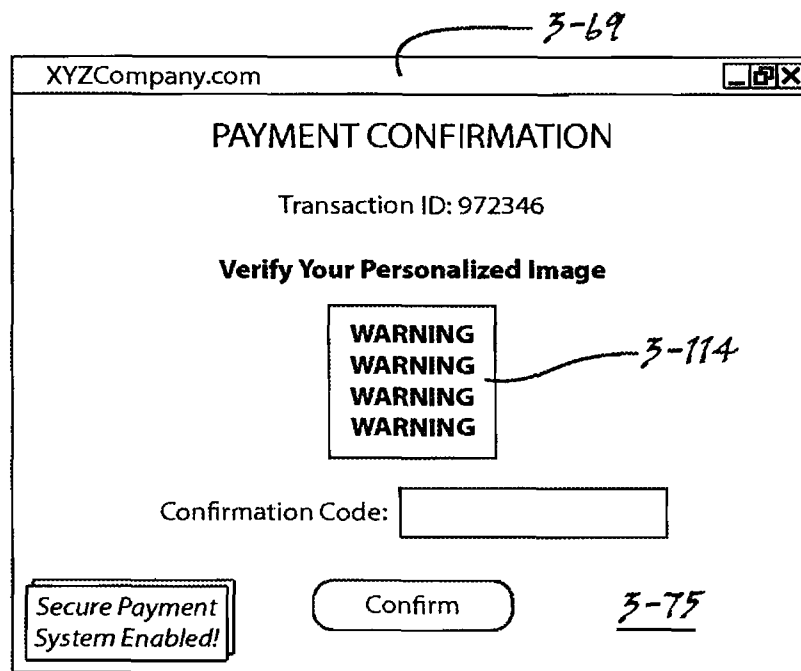 3-69
XYZCompany.com
PAYMENT CONFIRMATION
Transaction ID: 972346
Verify Your Personalized Image
WARNING
WARNING
WARNING
WARNING
3-114
Confirmation Code:
Secure Payment
System Enabled!
Confirm
3-75